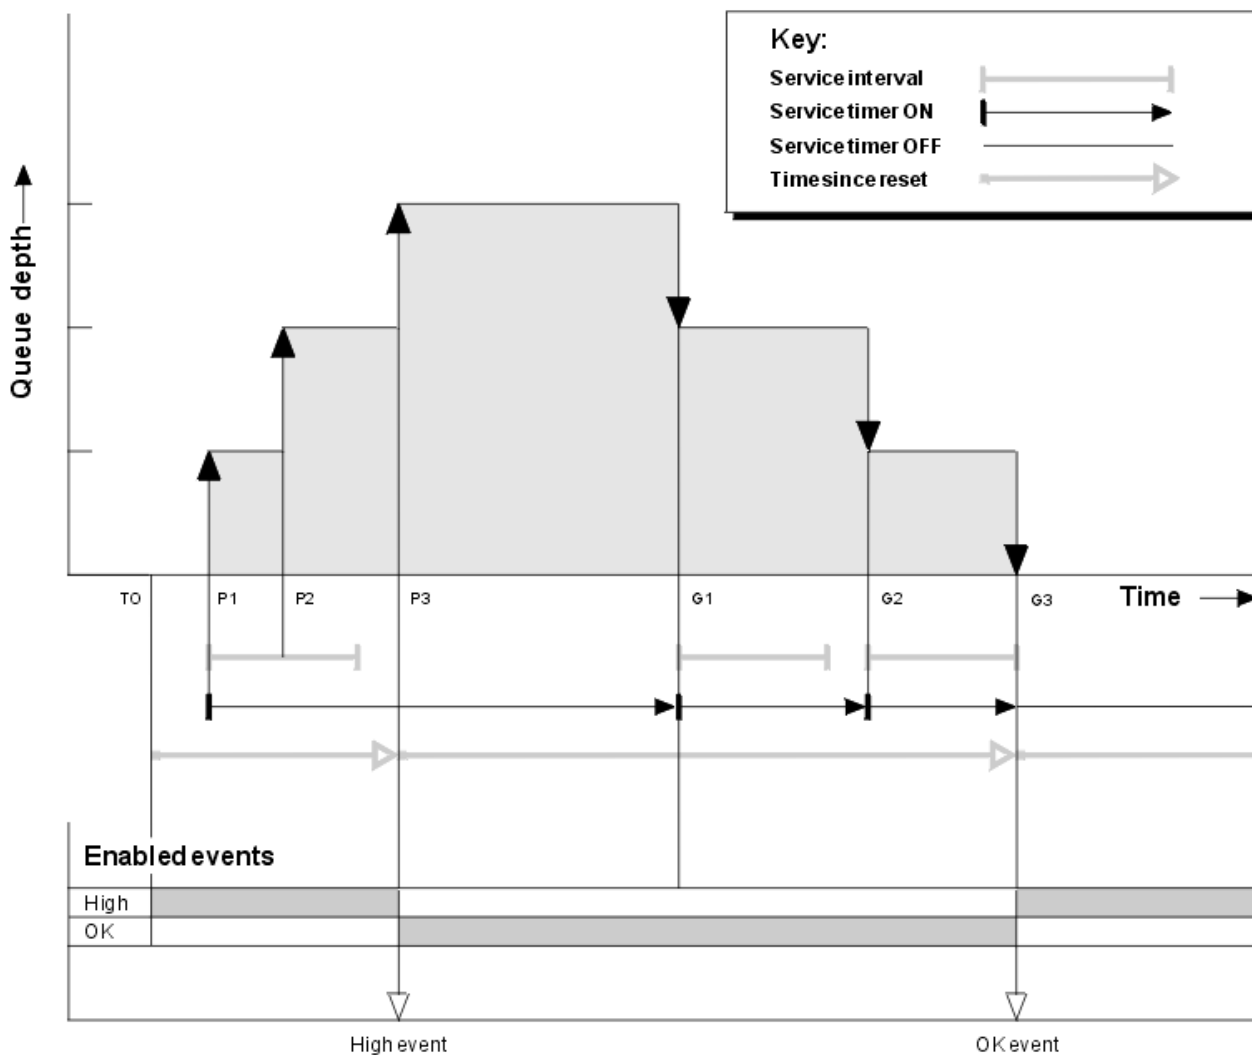 Key:
Service interval
Service timer ON
Service timer OFF
Time since reset
Queue depth
T0 P1 P2 P3 G1 G2 G3 Time
Enabled events
High
OK
High event OK event